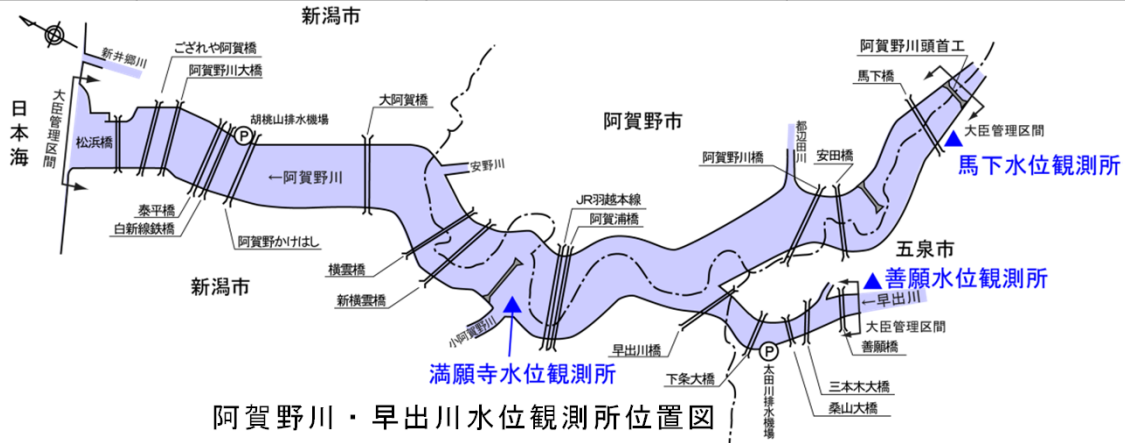 新潟市
ござれや阿賀橋
阿賀野川大橋
新井郷川
大臣管理区間
日本海
松浜橋
胡桃山排水機場
P
大阿賀橋
←阿賀野川
安野川
泰平橋
白新線鉄橋
阿賀野かけはし
新潟市
横雲橋
新横雲橋
小阿賀野川
満願寺水位観測所
JR羽越本線
阿賀浦橋
阿賀野市
都辺田川
阿賀野川橋
安田橋
阿賀野川頭首工
馬下橋
大臣管理区間
馬下水位観測所
五泉市
善願水位観測所
←早出川
大臣管理区間
善願橋
早出川橋
下条大橋
P
太田川排水機場
三本木大橋
桑山大橋
阿賀野川・早出川水位観測所位置図